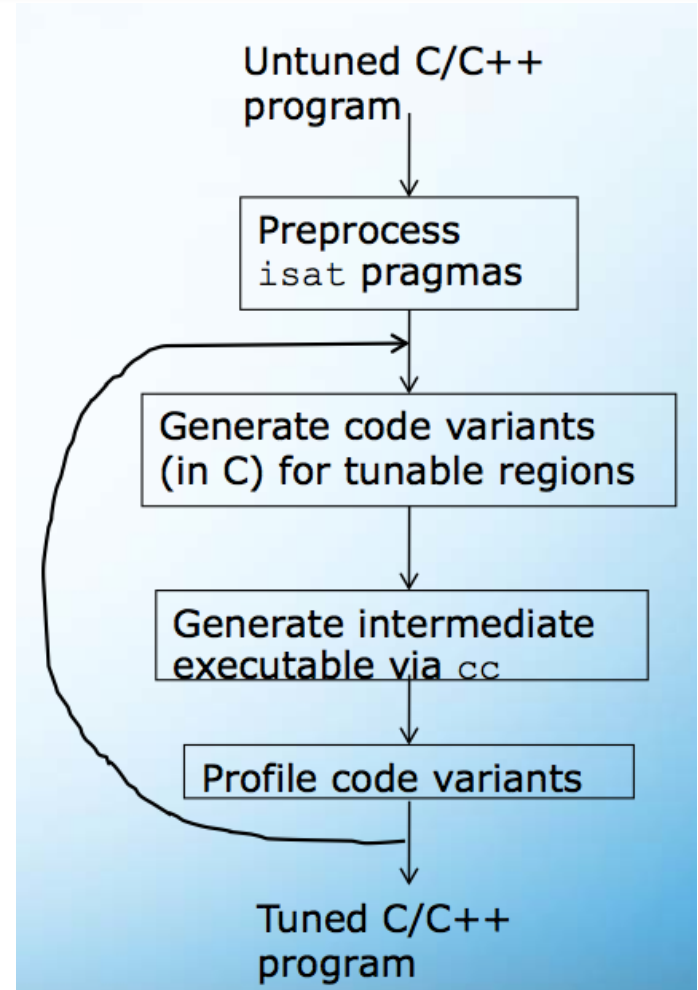 Untuned C/C++
program
Preprocess
isat pragmas
Generate code variants
(in C) for tunable regions
Generate intermediate
executable via cc
Profile code variants
Tuned C/C++
program